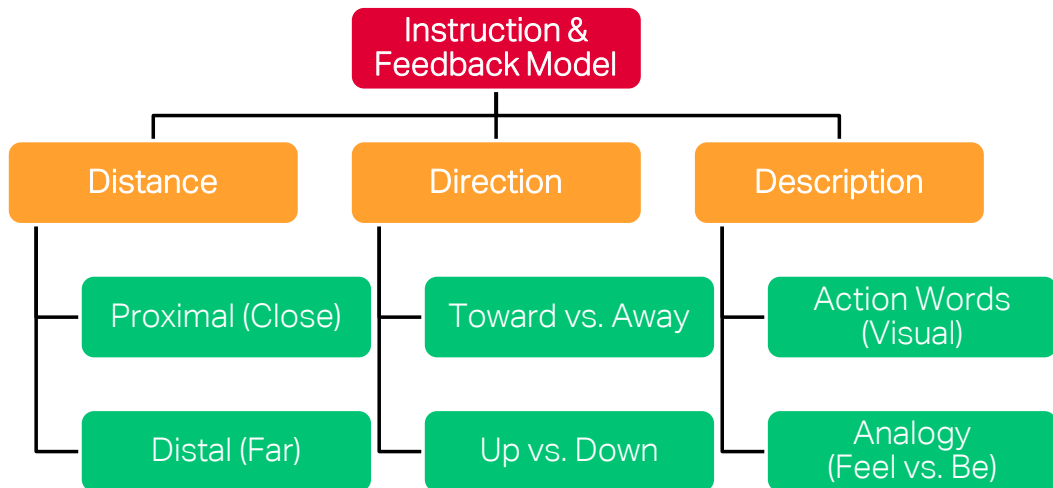 Instruction &
Feedback Model
Distance
Direction
Description
Proximal (Close)
Toward vs. Away
Action Words
(Visual)
Distal (Far)
Up vs. Down
Analogy
(Feel vs. Be)